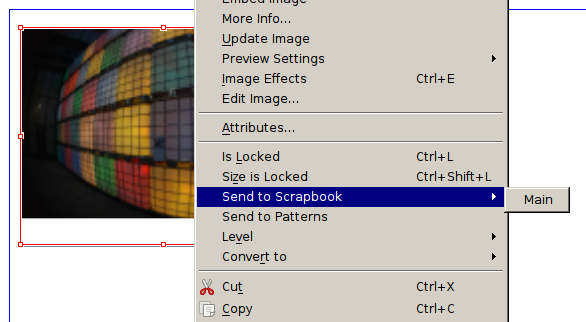 Embed Image
More Info...
Update Image
Preview Settings
Image Effects Ctrl+E
Edit Image...
Attributes...
Is Locked Ctrl+L
Size is Locked Ctrl+Shift+L
Send to Scrapbook Main
Send to Patterns
Level
Convert to
Cut Ctrl+X
Copy Ctrl+C